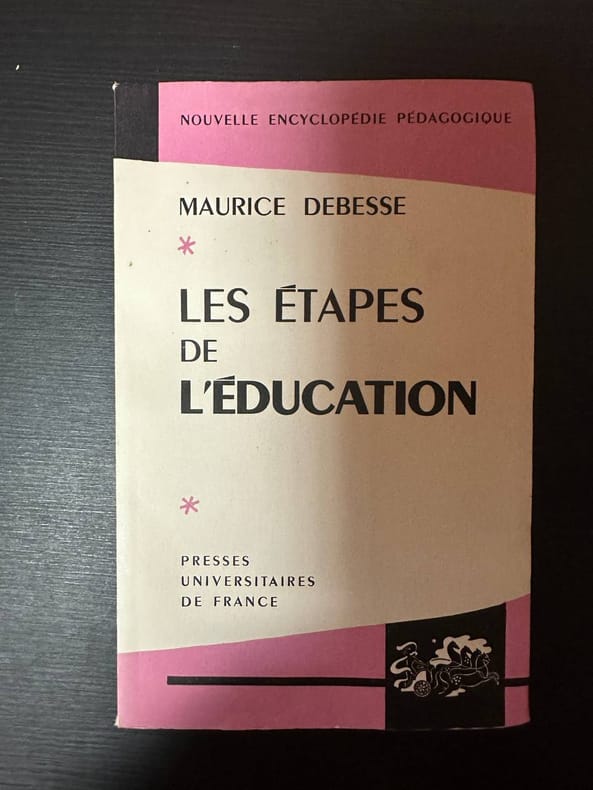 NOUVELLE ENCYCLOPÉDIE PÉDAGOGIQUE
MAURICE DEBESSE
*
LES ÉTAPES
DE
L'ÉDUCATION
*
PRESSES
UNIVERSITAIRES
DE FRANCE